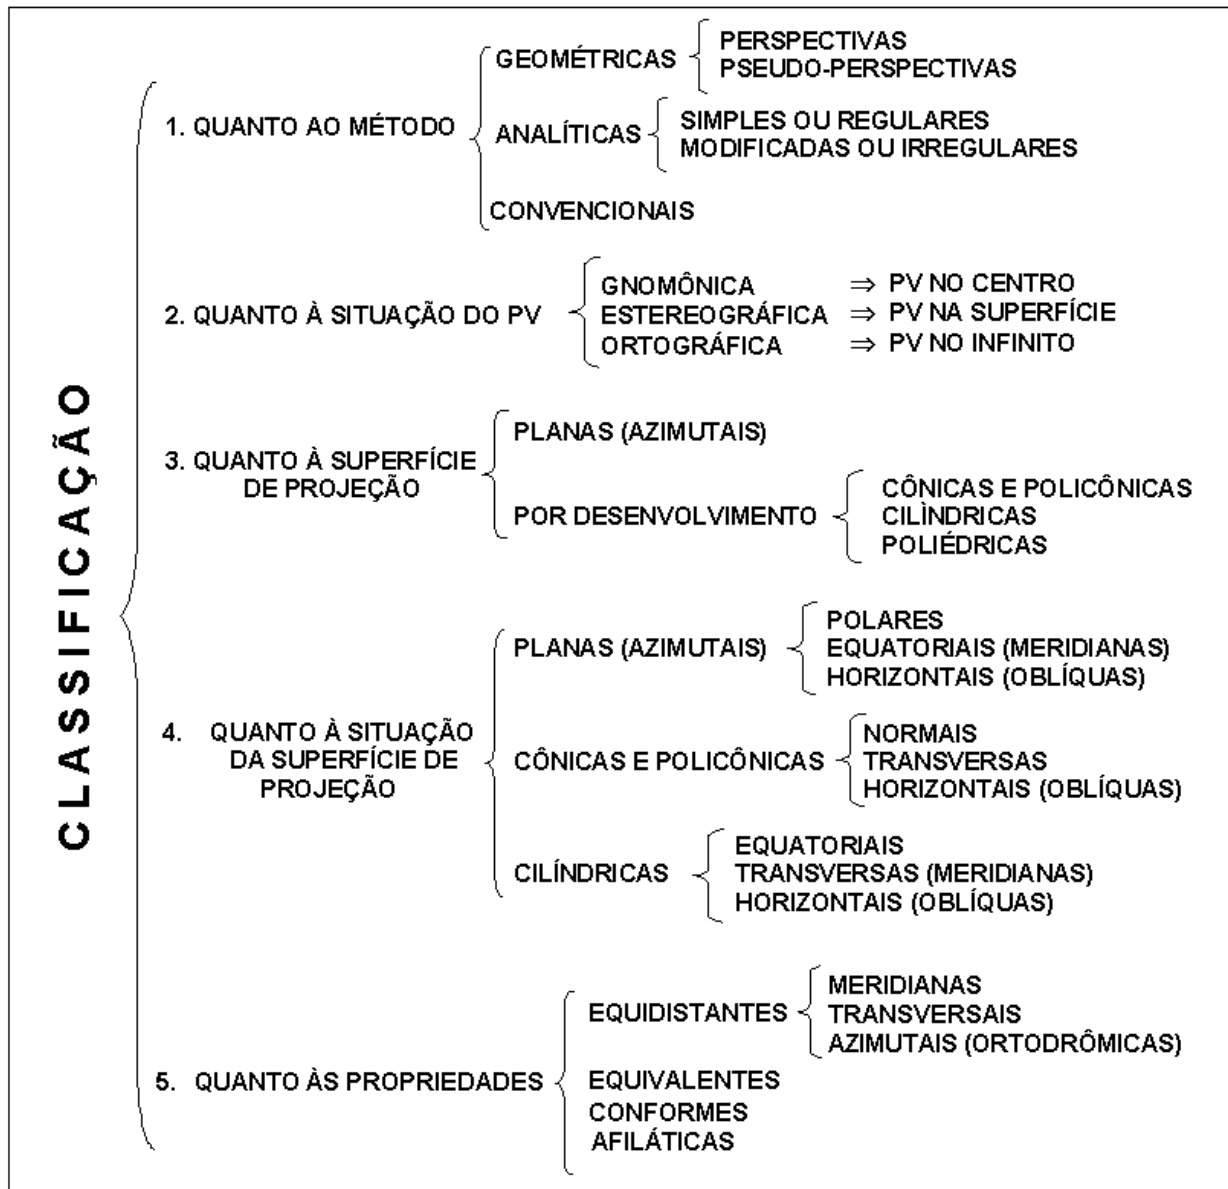 CLASSIFICAÇÃO
1. QUANTO AO MÉTODO
GEOMÉTRICAS
PERSPECTIVAS
PSEUDO-PERSPECTIVAS
ANALÍTICAS
SIMPLES OU REGULARES
MODIFICADAS OU IRREGULARES
CONVENCIONAIS
2. QUANTO À SITUAÇÃO DO PV
GNOMÔNICA ⇒ PV NO CENTRO
ESTEREOGRÁFICA ⇒ PV NA SUPERFÍCIE
ORTOGRÁFICA ⇒ PV NO INFINITO
3. QUANTO À SUPERFÍCIE
DE PROJEÇÃO
PLANAS (AZIMUTAIS)
POR DESENVOLVIMENTO
CÔNICAS E POLICÔNICAS
CILÌNDRICAS
POLIÉDRICAS
4. QUANTO À SITUAÇÃO
DA SUPERFÍCIE DE
PROJEÇÃO
PLANAS (AZIMUTAIS)
POLARES
EQUATORIAIS (MERIDIANAS)
HORIZONTAIS (OBLÍQUAS)
CÔNICAS E POLICÔNICAS
NORMAIS
TRANSVERSAS
HORIZONTAIS (OBLÍQUAS)
CILÍNDRICAS
EQUATORIAIS
TRANSVERSAS (MERIDIANAS)
HORIZONTAIS (OBLÍQUAS)
5. QUANTO ÀS PROPRIEDADES
EQUIDISTANTES
MERIDIANAS
TRANSVERSAIS
AZIMUTAIS (ORTODRÔMICAS)
EQUIVALENTES
CONFORMES
AFILÁTICAS